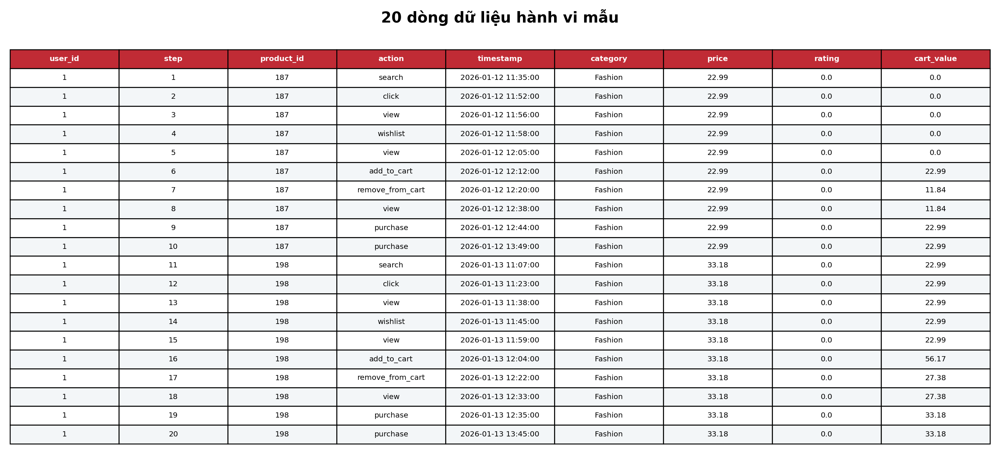 20 dòng dữ liệu hành vi mẫu
user_id step product_id action timestamp category price rating cart_value
1 1 187 search 2026-01-12 11:35:00 Fashion 22.99 0.0 0.0
1 2 187 click 2026-01-12 11:52:00 Fashion 22.99 0.0 0.0
1 3 187 view 2026-01-12 11:56:00 Fashion 22.99 0.0 0.0
1 4 187 wishlist 2026-01-12 11:58:00 Fashion 22.99 0.0 0.0
1 5 187 view 2026-01-12 12:05:00 Fashion 22.99 0.0 0.0
1 6 187 add_to_cart 2026-01-12 12:12:00 Fashion 22.99 0.0 22.99
1 7 187 remove_from_cart 2026-01-12 12:20:00 Fashion 22.99 0.0 11.84
1 8 187 view 2026-01-12 12:38:00 Fashion 22.99 0.0 11.84
1 9 187 purchase 2026-01-12 12:44:00 Fashion 22.99 0.0 22.99
1 10 187 purchase 2026-01-12 13:49:00 Fashion 22.99 0.0 22.99
1 11 198 search 2026-01-13 11:07:00 Fashion 33.18 0.0 22.99
1 12 198 click 2026-01-13 11:23:00 Fashion 33.18 0.0 22.99
1 13 198 view 2026-01-13 11:38:00 Fashion 33.18 0.0 22.99
1 14 198 wishlist 2026-01-13 11:45:00 Fashion 33.18 0.0 22.99
1 15 198 view 2026-01-13 11:59:00 Fashion 33.18 0.0 22.99
1 16 198 add_to_cart 2026-01-13 12:04:00 Fashion 33.18 0.0 56.17
1 17 198 remove_from_cart 2026-01-13 12:22:00 Fashion 33.18 0.0 27.38
1 18 198 view 2026-01-13 12:33:00 Fashion 33.18 0.0 27.38
1 19 198 purchase 2026-01-13 12:35:00 Fashion 33.18 0.0 33.18
1 20 198 purchase 2026-01-13 13:45:00 Fashion 33.18 0.0 33.18